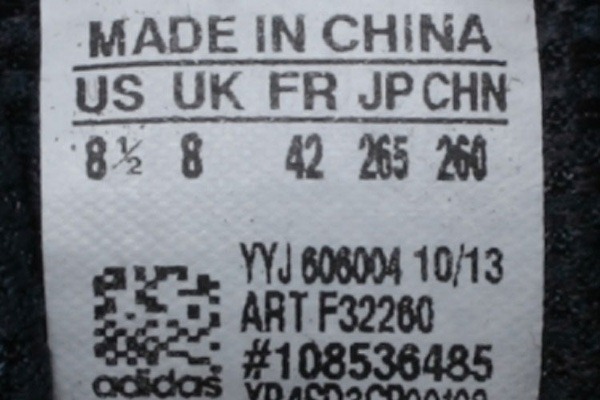 MADE IN CHINA
US UK FR JP CHN
8½ 8 42 265 260
YYJ 606004 10/13
ART F32260
#108536485
adidas